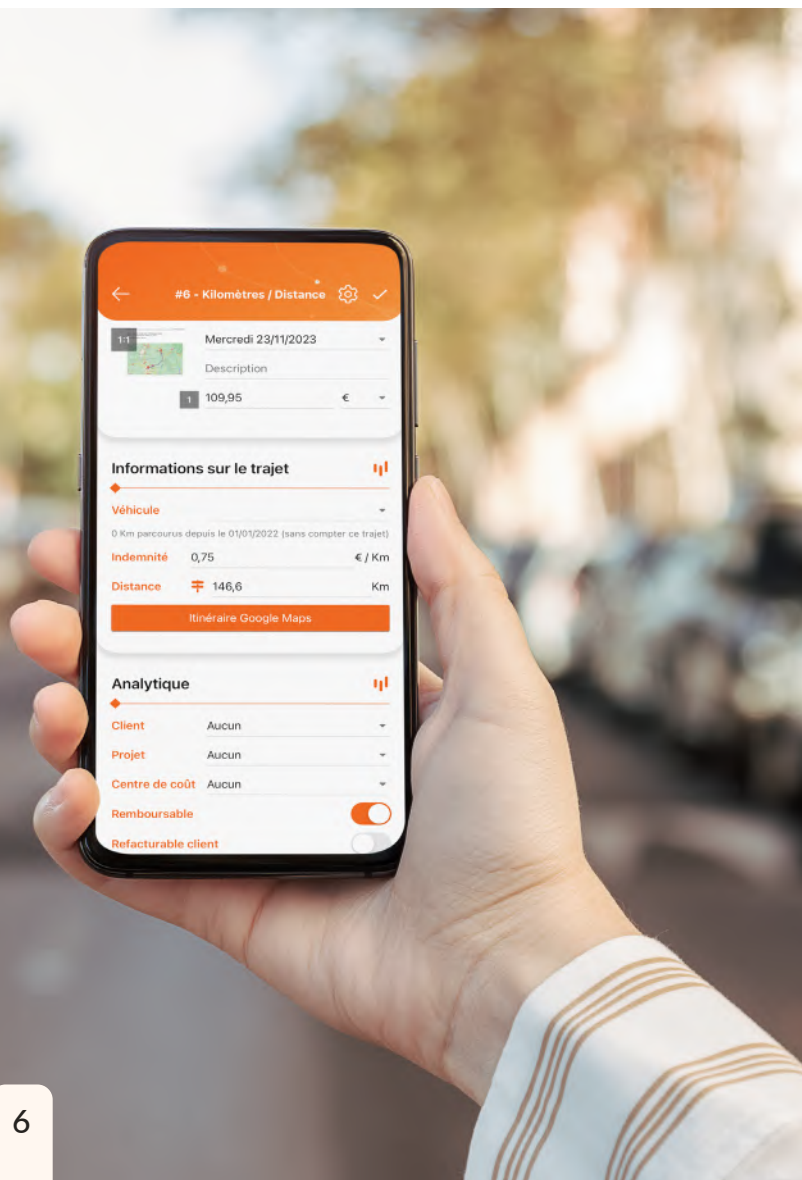 #6 - Kilomètres / Distance
1:1
Mercredi 23/11/2023
Description
1 109,95 €
Informations sur le trajet
Véhicule
0 Km parcourus depuis le 01/01/2022 (sans compter ce trajet)
Indemnité 0,75 € / Km
Distance 146,6 Km
Itinéraire Google Maps
Analytique
Client Aucun
Projet Aucun
Centre de coût Aucun
Remboursable
Refacturable client
6